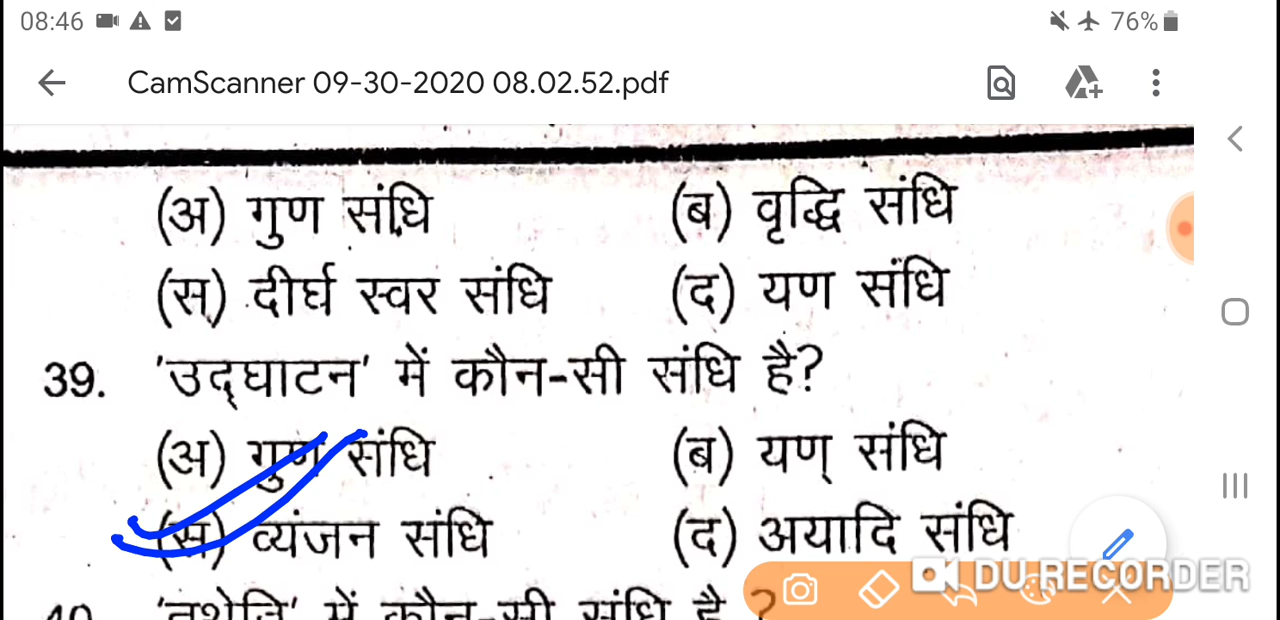 08:46 76%
CamScanner 09-30-2020 08.02.52.pdf
(अ) गुण संधि (ब) वृद्धि संधि
(स) दीर्घ स्वर संधि (द) यण संधि
39. 'उद्घाटन' में कौन-सी संधि है?
(अ) गुण संधि (ब) यण् संधि
(स) व्यंजन संधि (द) अयादि संधि
DU RECORDER
40. में कौन-सी संधि है ?